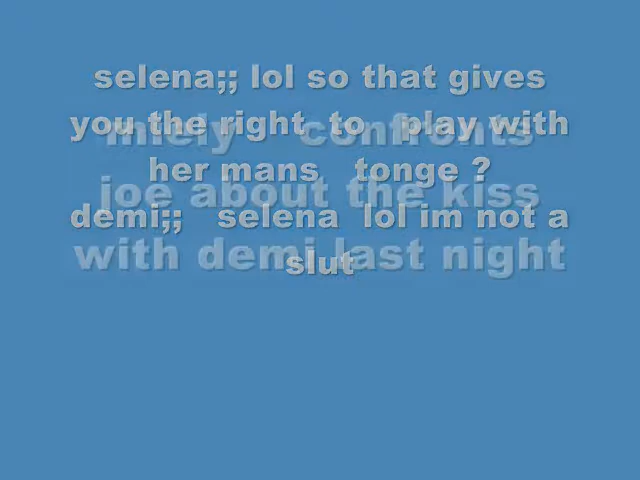 selena;; lol so that gives
you the right to play with
her mans tonge ?
demi;; selena lol im not a
slut
miely confronts
joe about the kiss
with demi last night